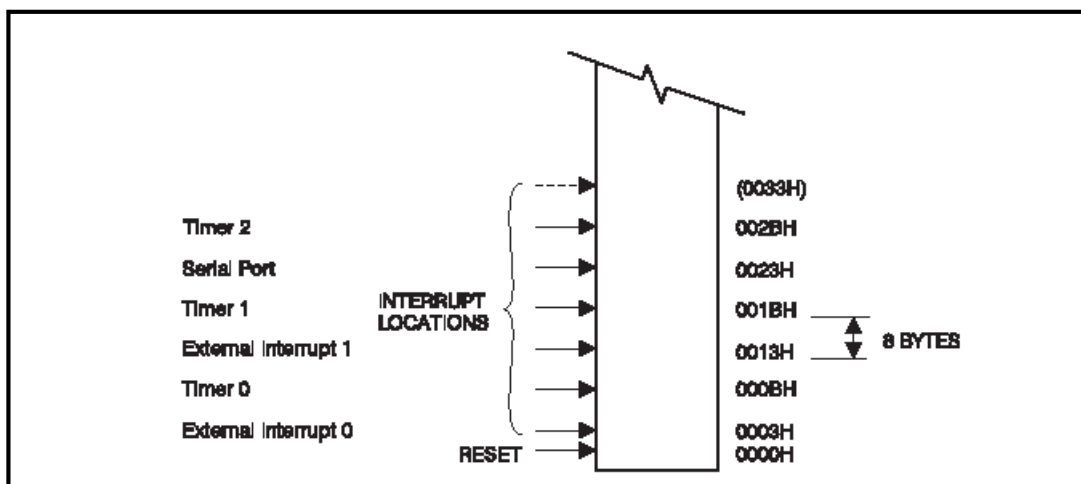 (0033H)
Timer 2 002BH
Serial Port 0023H
Timer 1 001BH
INTERRUPT
LOCATIONS
8 BYTES
External Interrupt 1 0013H
Timer 0 000BH
External Interrupt 0 0003H
RESET 0000H